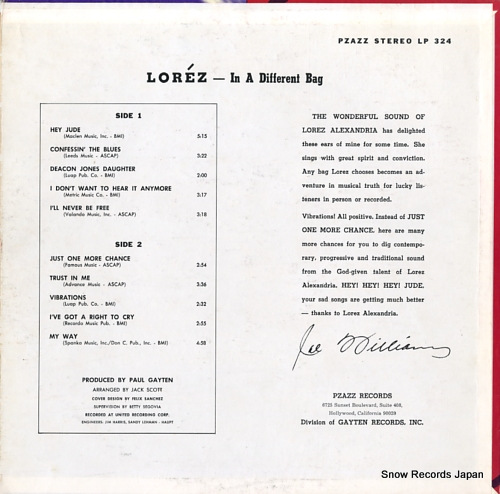 PZAZZ STEREO LP 324
LORÉZ — In A Different Bag
SIDE 1
HEY JUDE
(Maclen Music, Inc. - BMI) 5:15
CONFESSIN' THE BLUES
(Leeds Music - ASCAP) 3:22
DEACON JONES DAUGHTER
(Luap Pub. Co. - BMI) 2:00
I DON'T WANT TO HEAR IT ANYMORE
(Metric Music Co. - BMI) 3:17
I'LL NEVER BE FREE
(Valando Music, Inc. - ASCAP) 3:18
SIDE 2
JUST ONE MORE CHANCE
(Famous Music - ASCAP) 2:54
TRUST IN ME
(Advance Music - ASCAP) 3:36
VIBRATIONS
(Luap Pub. Co. - BMI) 2:32
I'VE GOT A RIGHT TO CRY
(Recordo Music Pub. - BMI) 2:55
MY WAY
(Spanka Music, Inc./Don C. Pub., Inc. - BMI) 4:58
PRODUCED BY PAUL GAYTEN
ARRANGED BY JACK SCOTT
COVER DESIGN BY FELIX SANCHEZ
SUPERVISION BY BETTY SEGOVIA
RECORDED AT UNITED RECORDING CORP.
ENGINEERS: JIM HARRIS, SANDY LEHMAN - HAUPT
THE WONDERFUL SOUND OF
LOREZ ALEXANDRIA has delighted
these ears of mine for some time. She
sings with great spirit and conviction.
Any bag Lorez chooses becomes an ad-
venture in musical truth for lucky lis-
teners in person or recorded.
Vibrations! All positive. Instead of JUST
ONE MORE CHANCE, here are many
more chances for you to dig contempo-
rary, progressive and traditional sound
from the God-given talent of Lorez
Alexandria. HEY! HEY! HEY! JUDE,
your sad songs are getting much better
— thanks to Lorez Alexandria.
Joe Williams
PZAZZ RECORDS
6725 Sunset Boulevard, Suite 408,
Hollywood, California 90029
Division of GAYTEN RECORDS, INC.
Snow Records Japan